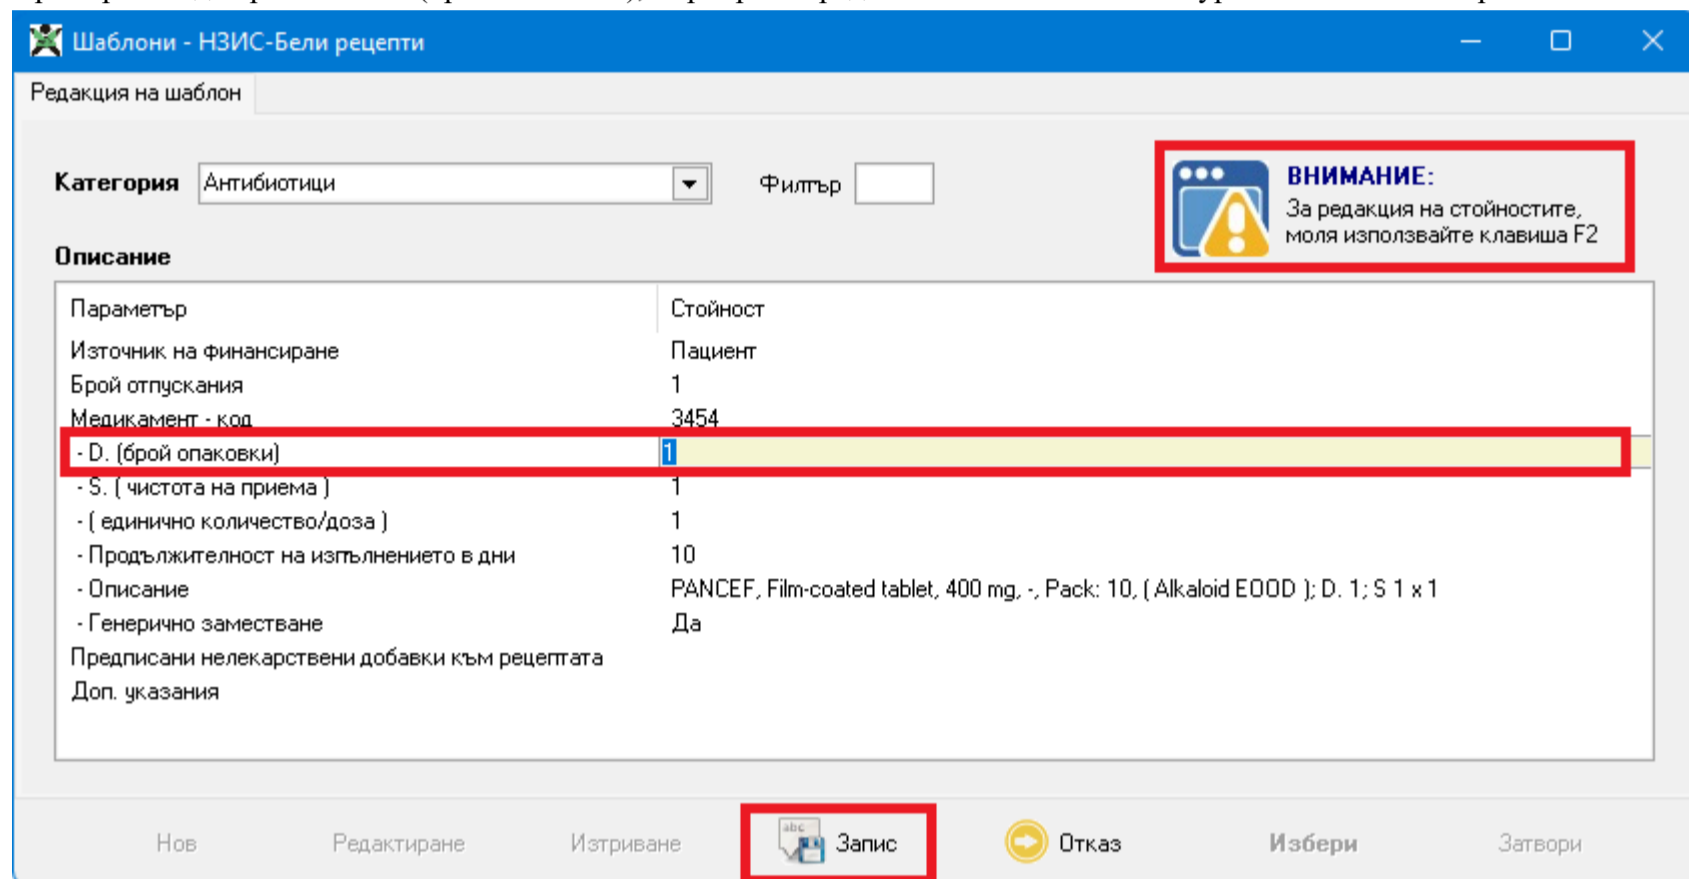 Шаблони - НЗИС-Бели рецепти
Редакция на шаблон
Категория Антибиотици Филтър
ВНИМАНИЕ:
За редакция на стойностите,
моля използвайте клавиша F2
Описание
Параметър Стойност
Източник на финансиране Пациент
Брой отпускания 1
Медикамент - код 3454
- D. (брой опаковки) 1
- S. ( чистота на приема ) 1
- ( единично количество/доза ) 1
- Продължителност на изпълнението в дни 10
- Описание PANCEF, Film-coated tablet, 400 mg, -, Pack: 10, ( Alkaloid EOOD ); D. 1; S 1 x 1
- Генерично заместване Да
Предписани нелекарствени добавки към рецептата
Доп. указания
Нов Редактиране Изтриване abc Запис Отказ Избери Затвори